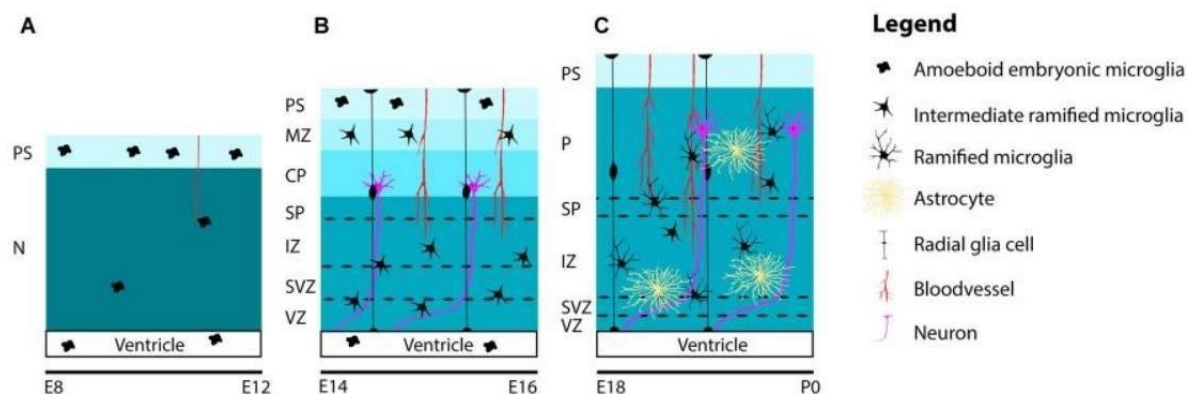 A
PS
N
Ventricle
E8 E12
B
PS
MZ
CP
SP
IZ
SVZ
VZ
Ventricle
E14 E16
C
PS
P
SP
IZ
SVZ
VZ
Ventricle
E18 P0
Legend
Amoeboid embryonic microglia
Intermediate ramified microglia
Ramified microglia
Astrocyte
Radial glia cell
Bloodvessel
Neuron